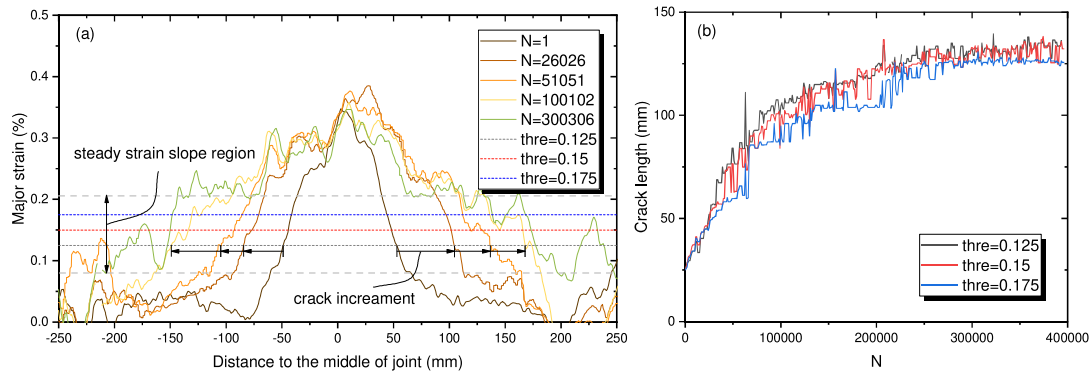 (a)
N=1
N=26026
N=51051
N=100102
N=300306
thre=0.125
thre=0.15
thre=0.175
steady strain slope region
crack increament
Major strain (%)
0.5
0.4
0.3
0.2
0.1
0.0
-250 -200 -150 -100 -50 0 50 100 150 200 250
Distance to the middle of joint (mm)
(b)
Crack length (mm)
150
100
50
0
thre=0.125
thre=0.15
thre=0.175
0 100000 200000 300000 400000
N